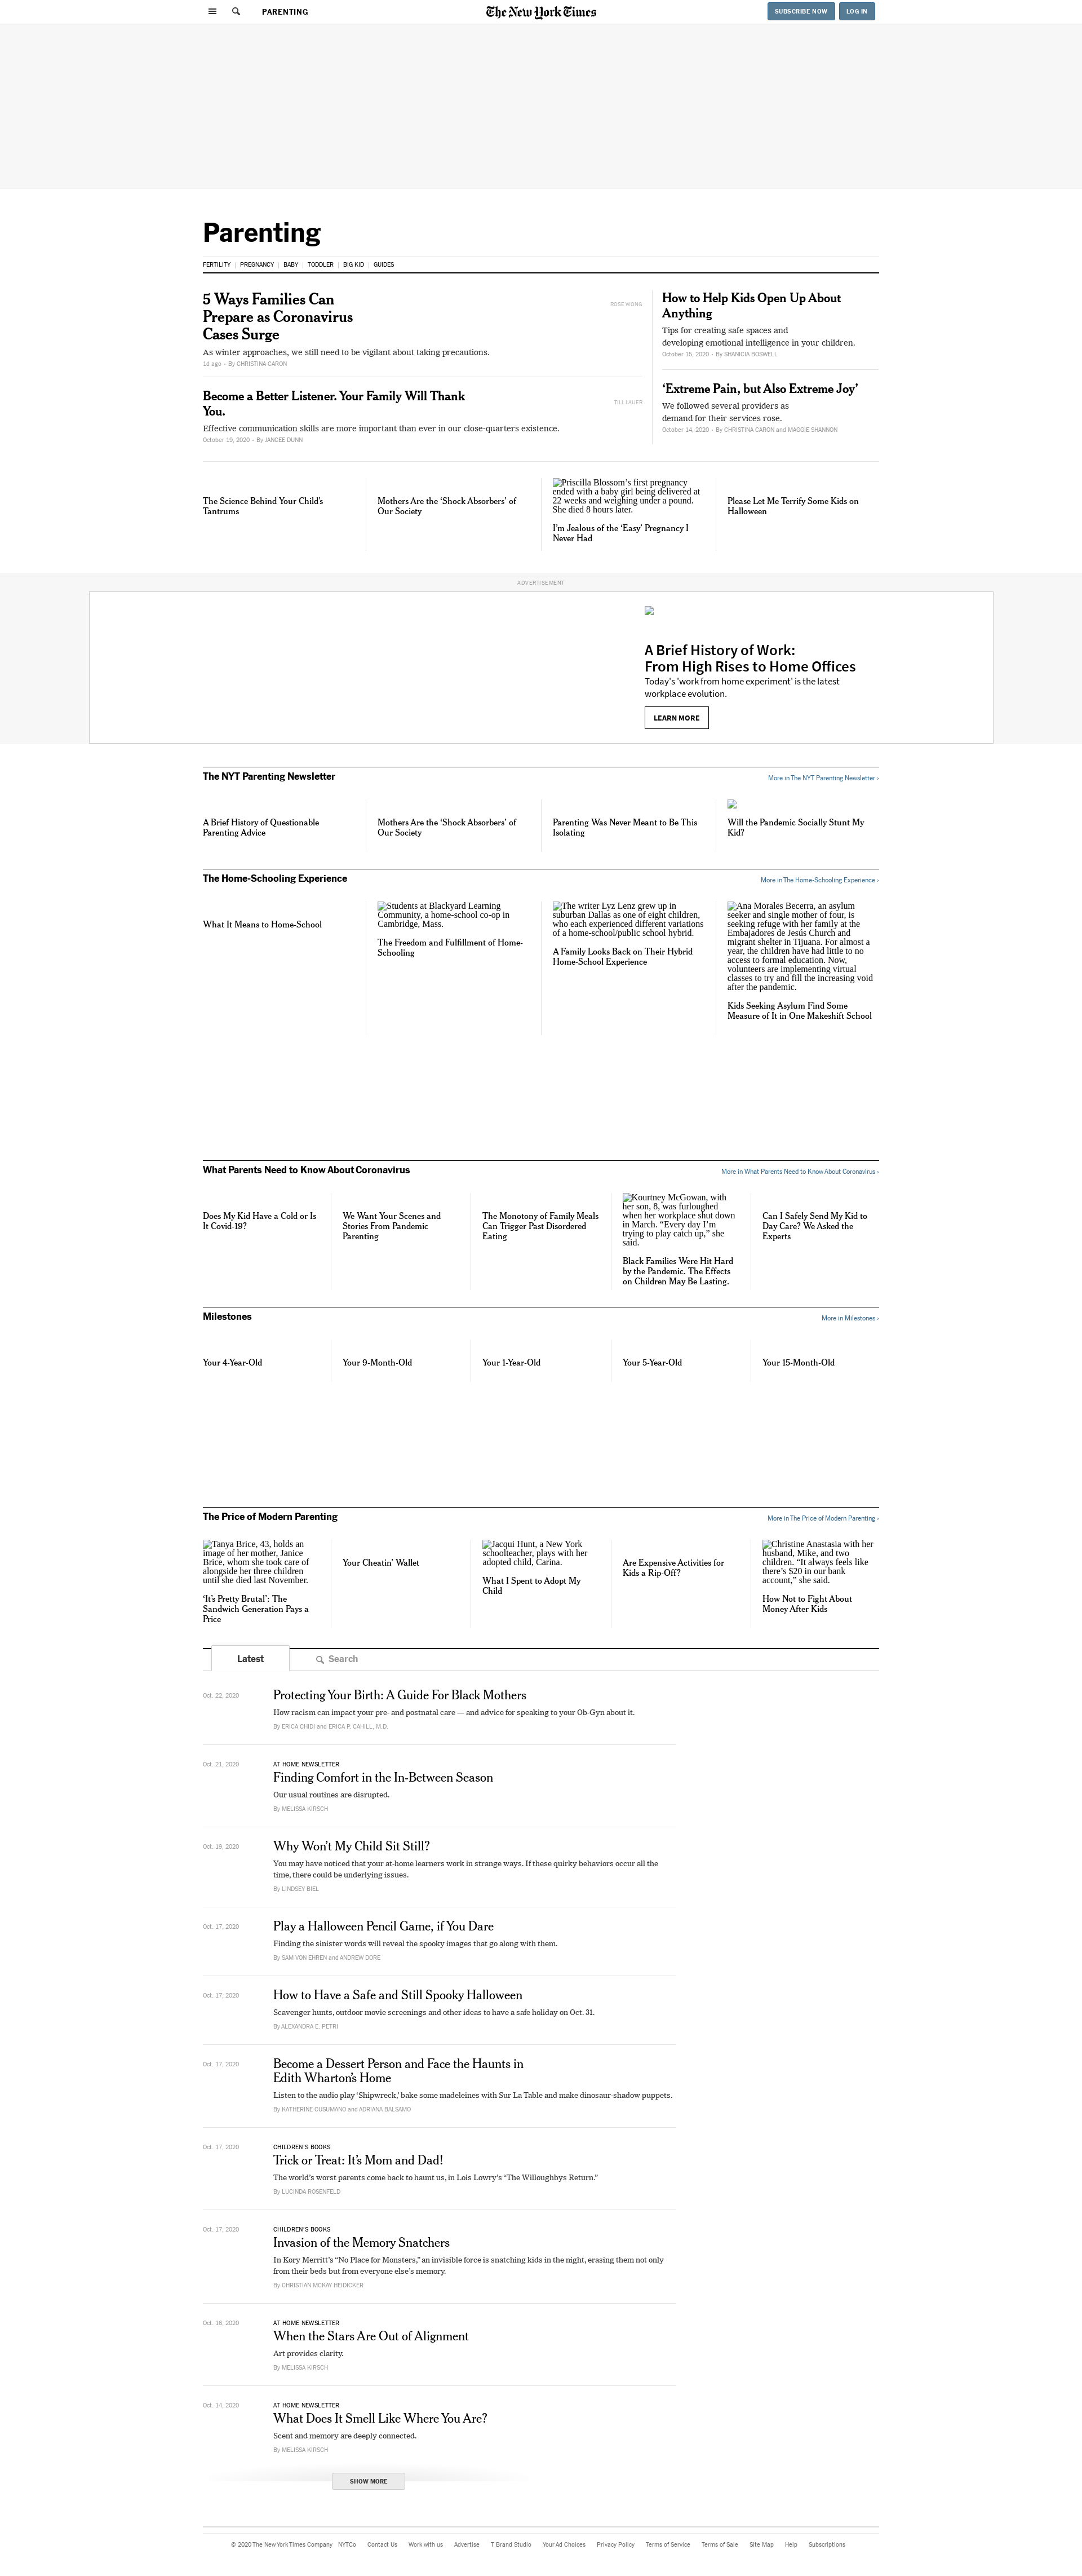 PARENTING
The New York Times
SUBSCRIBE NOW
LOG IN
Parenting
FERTILITY | PREGNANCY | BABY | TODDLER | BIG KID | GUIDES
5 Ways Families Can
Prepare as Coronavirus
Cases Surge
ROSE WONG
As winter approaches, we still need to be vigilant about taking precautions.
1d ago - By CHRISTINA CARON
Become a Better Listener. Your Family Will Thank
You.
TILL LAUER
Effective communication skills are more important than ever in our close-quarters existence.
October 19, 2020 - By JANCEE DUNN
How to Help Kids Open Up About
Anything
Tips for creating safe spaces and
developing emotional intelligence in your children.
October 15, 2020 - By SHANICIA BOSWELL
‘Extreme Pain, but Also Extreme Joy’
We followed several providers as
demand for their services rose.
October 14, 2020 - By CHRISTINA CARON and MAGGIE SHANNON
The Science Behind Your Child’s
Tantrums
Mothers Are the ‘Shock Absorbers’ of
Our Society
Priscilla Blossom’s first pregnancy
ended with a baby girl being delivered at
22 weeks and weighing under a pound.
She died 8 hours later.
I’m Jealous of the ‘Easy’ Pregnancy I
Never Had
Please Let Me Terrify Some Kids on
Halloween
ADVERTISEMENT
A Brief History of Work:
From High Rises to Home Offices
Today's 'work from home experiment' is the latest
workplace evolution.
LEARN MORE
The NYT Parenting Newsletter
More in The NYT Parenting Newsletter ›
A Brief History of Questionable
Parenting Advice
Mothers Are the ‘Shock Absorbers’ of
Our Society
Parenting Was Never Meant to Be This
Isolating
Will the Pandemic Socially Stunt My
Kid?
The Home-Schooling Experience
More in The Home-Schooling Experience ›
What It Means to Home-School
Students at Blackyard Learning
Community, a home-school co-op in
Cambridge, Mass.
The Freedom and Fulfillment of Home-
Schooling
The writer Lyz Lenz grew up in
suburban Dallas as one of eight children,
who each experienced different variations
of a home-school/public school hybrid.
A Family Looks Back on Their Hybrid
Home-School Experience
Ana Morales Becerra, an asylum
seeker and single mother of four, is
seeking refuge with her family at the
Embajadores de Jesús Church and
migrant shelter in Tijuana. For almost a
year, the children have had little to no
access to formal education. Now,
volunteers are implementing virtual
classes to try and fill the increasing void
after the pandemic.
Kids Seeking Asylum Find Some
Measure of It in One Makeshift School
What Parents Need to Know About Coronavirus
More in What Parents Need to Know About Coronavirus ›
Does My Kid Have a Cold or Is
It Covid-19?
We Want Your Scenes and
Stories From Pandemic
Parenting
The Monotony of Family Meals
Can Trigger Past Disordered
Eating
Kourtney McGowan, with
her son, 8, was furloughed
when her workplace shut down
in March. “Every day I’m
trying to play catch up,” she
said.
Black Families Were Hit Hard
by the Pandemic. The Effects
on Children May Be Lasting.
Can I Safely Send My Kid to
Day Care? We Asked the
Experts
Milestones
More in Milestones ›
Your 4-Year-Old
Your 9-Month-Old
Your 1-Year-Old
Your 5-Year-Old
Your 15-Month-Old
The Price of Modern Parenting
More in The Price of Modern Parenting ›
Tanya Brice, 43, holds an
image of her mother, Janice
Brice, whom she took care of
alongside her three children
until she died last November.
‘It’s Pretty Brutal’: The
Sandwich Generation Pays a
Price
Your Cheatin’ Wallet
Jacqui Hunt, a New York
schoolteacher, plays with her
adopted child, Carina.
What I Spent to Adopt My
Child
Are Expensive Activities for
Kids a Rip-Off?
Christine Anastasia with her
husband, Mike, and two
children. “It always feels like
there’s $20 in our bank
account,” she said.
How Not to Fight About
Money After Kids
Latest
Search
Oct. 22, 2020
Protecting Your Birth: A Guide For Black Mothers
How racism can impact your pre- and postnatal care — and advice for speaking to your Ob-Gyn about it.
By ERICA CHIDI and ERICA P. CAHILL, M.D.
Oct. 21, 2020
AT HOME NEWSLETTER
Finding Comfort in the In-Between Season
Our usual routines are disrupted.
By MELISSA KIRSCH
Oct. 19, 2020
Why Won’t My Child Sit Still?
You may have noticed that your at-home learners work in strange ways. If these quirky behaviors occur all the
time, there could be underlying issues.
By LINDSEY BIEL
Oct. 17, 2020
Play a Halloween Pencil Game, if You Dare
Finding the sinister words will reveal the spooky images that go along with them.
By SAM VON EHREN and ANDREW DORE
Oct. 17, 2020
How to Have a Safe and Still Spooky Halloween
Scavenger hunts, outdoor movie screenings and other ideas to have a safe holiday on Oct. 31.
By ALEXANDRA E. PETRI
Oct. 17, 2020
Become a Dessert Person and Face the Haunts in
Edith Wharton’s Home
Listen to the audio play ‘Shipwreck,’ bake some madeleines with Sur La Table and make dinosaur-shadow puppets.
By KATHERINE CUSUMANO and ADRIANA BALSAMO
Oct. 17, 2020
CHILDREN’S BOOKS
Trick or Treat: It’s Mom and Dad!
The world’s worst parents come back to haunt us, in Lois Lowry’s “The Willoughbys Return.”
By LUCINDA ROSENFELD
Oct. 17, 2020
CHILDREN’S BOOKS
Invasion of the Memory Snatchers
In Kory Merritt’s “No Place for Monsters,” an invisible force is snatching kids in the night, erasing them not only
from their beds but from everyone else’s memory.
By CHRISTIAN MCKAY HEIDICKER
Oct. 16, 2020
AT HOME NEWSLETTER
When the Stars Are Out of Alignment
Art provides clarity.
By MELISSA KIRSCH
Oct. 14, 2020
AT HOME NEWSLETTER
What Does It Smell Like Where You Are?
Scent and memory are deeply connected.
By MELISSA KIRSCH
SHOW MORE
© 2020 The New York Times Company NYTCo Contact Us Work with us Advertise T Brand Studio Your Ad Choices Privacy Policy Terms of Service Terms of Sale Site Map Help Subscriptions